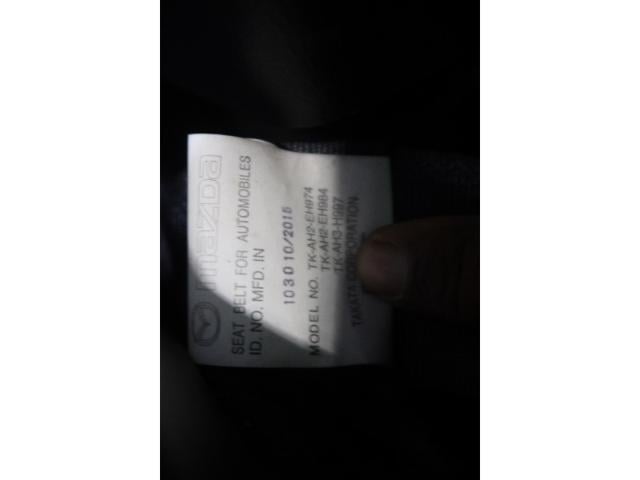 mazda
SEAT BELT FOR AUTOMOBILES
ID. NO. MFD. IN
103010/2015
MODEL NO. TK-AH2-EH974
TK-AH2-EH984
TK-AH3-H997
TAKATA CORPORATION